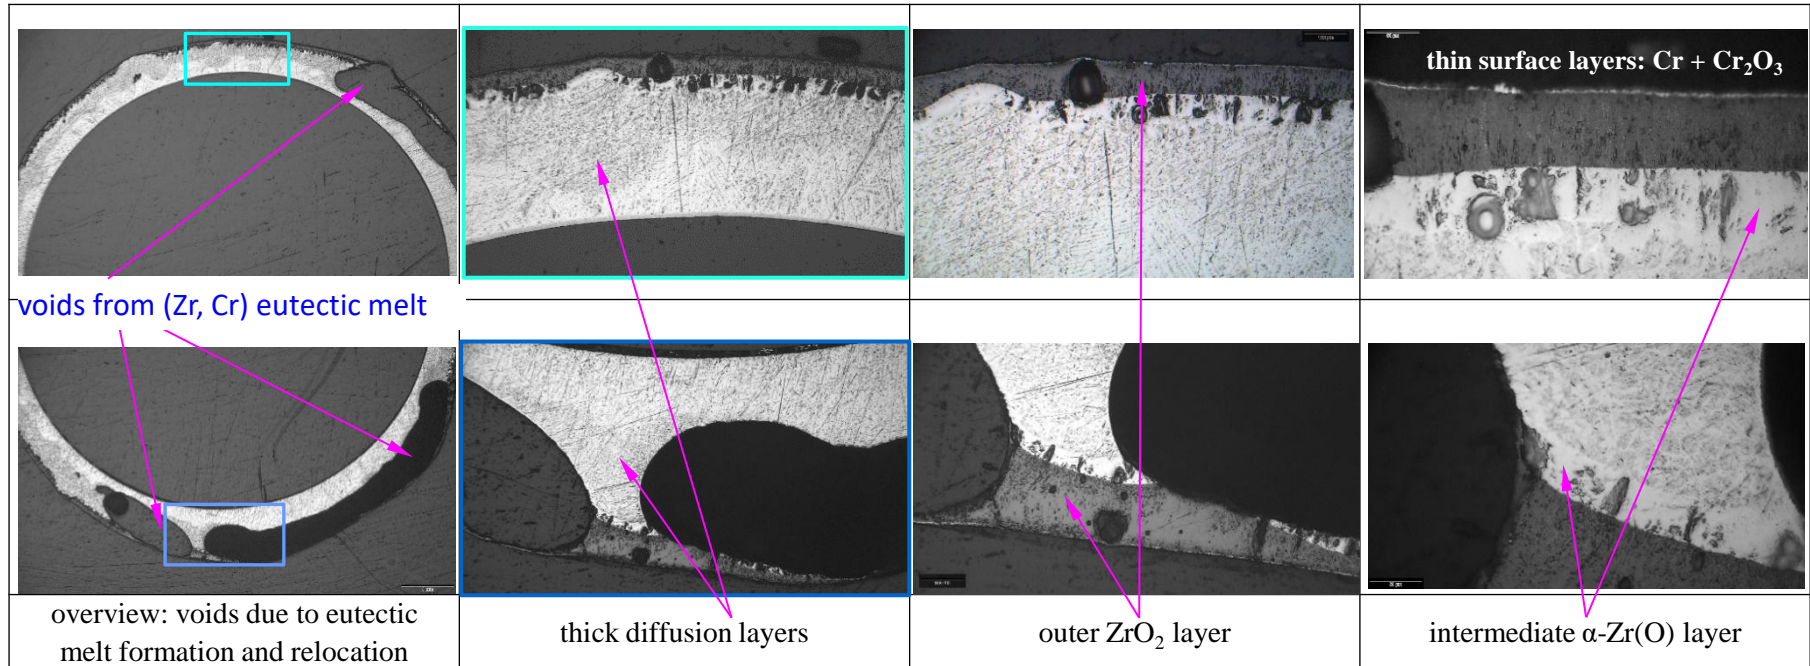 thin surface layers: Cr + Cr₂O₃
voids from (Zr, Cr) eutectic melt
overview: voids due to eutectic
melt formation and relocation
thick diffusion layers
outer ZrO₂ layer
intermediate α-Zr(O) layer